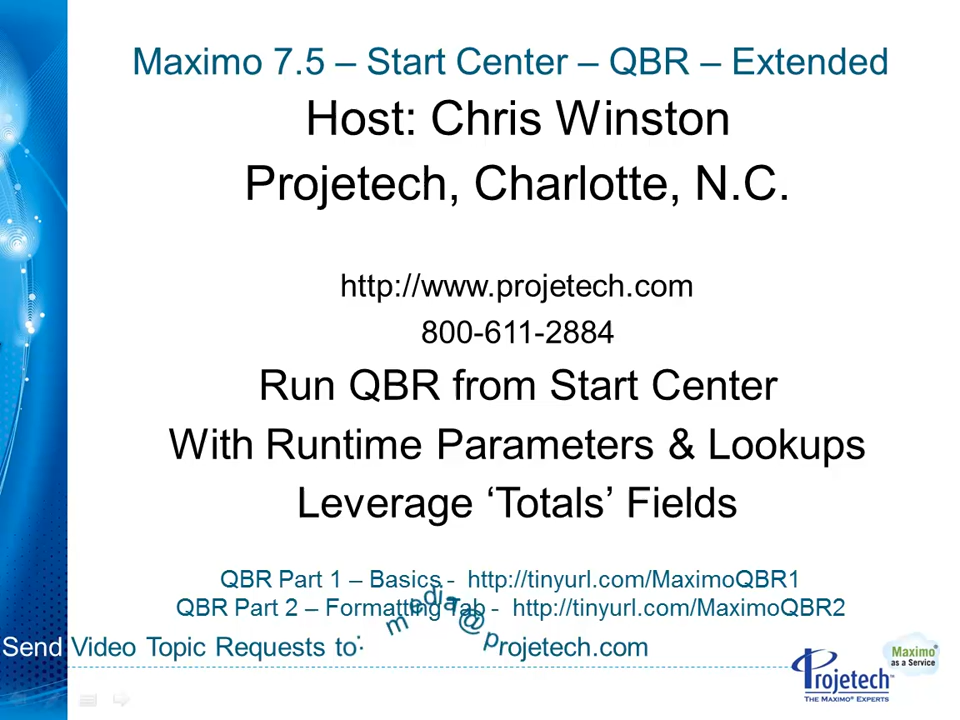 Maximo 7.5 – Start Center – QBR – Extended
Host: Chris Winston
Projetech, Charlotte, N.C.
http://www.projetech.com
800-611-2884
Run QBR from Start Center
With Runtime Parameters & Lookups
Leverage ‘Totals’ Fields
QBR Part 1 – Basics - http://tinyurl.com/MaximoQBR1
QBR Part 2 – Formatting Tab - http://tinyurl.com/MaximoQBR2
Send Video Topic Requests to: media@projetech.com
Projetech
THE MAXIMO® EXPERTS
Maximo®
as a Service